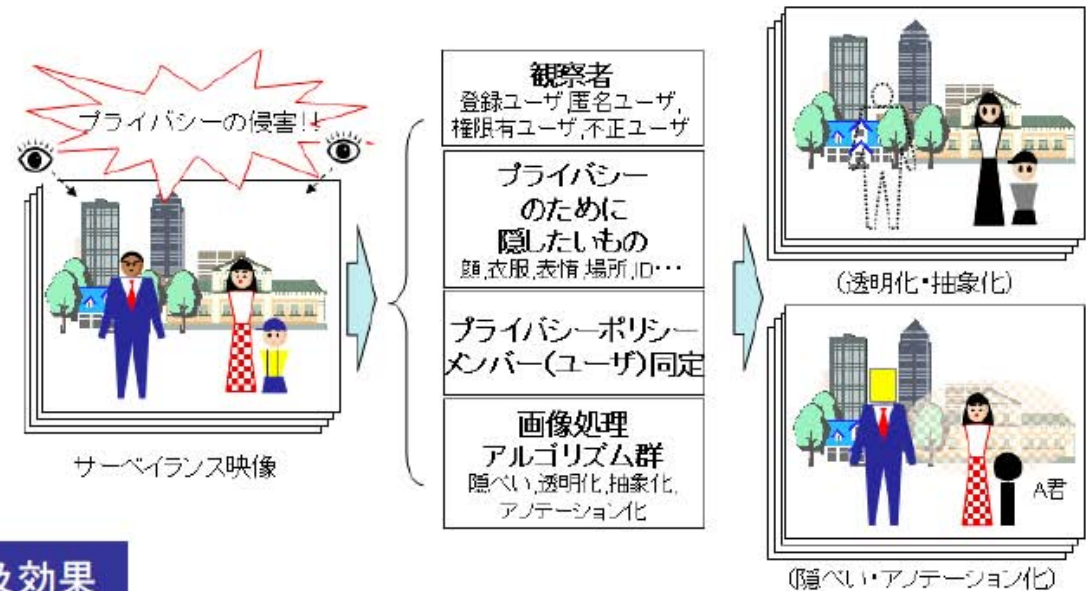 プライバシーの侵害!!
サーベイランス映像
観察者
登録ユーザ,匿名ユーザ,
権限有ユーザ,不正ユーザ
プライバシー
のために
隠したいもの
顔,衣服,表情,場所,ID・・・
プライバシーポリシー
メンバー(ユーザ)同定
画像処理
アルゴリズム群
隠ぺい,透明化,抽象化,
アノテーション化
(透明化・抽象化)
A君
(隠ぺい・アノテーション化)
及効果